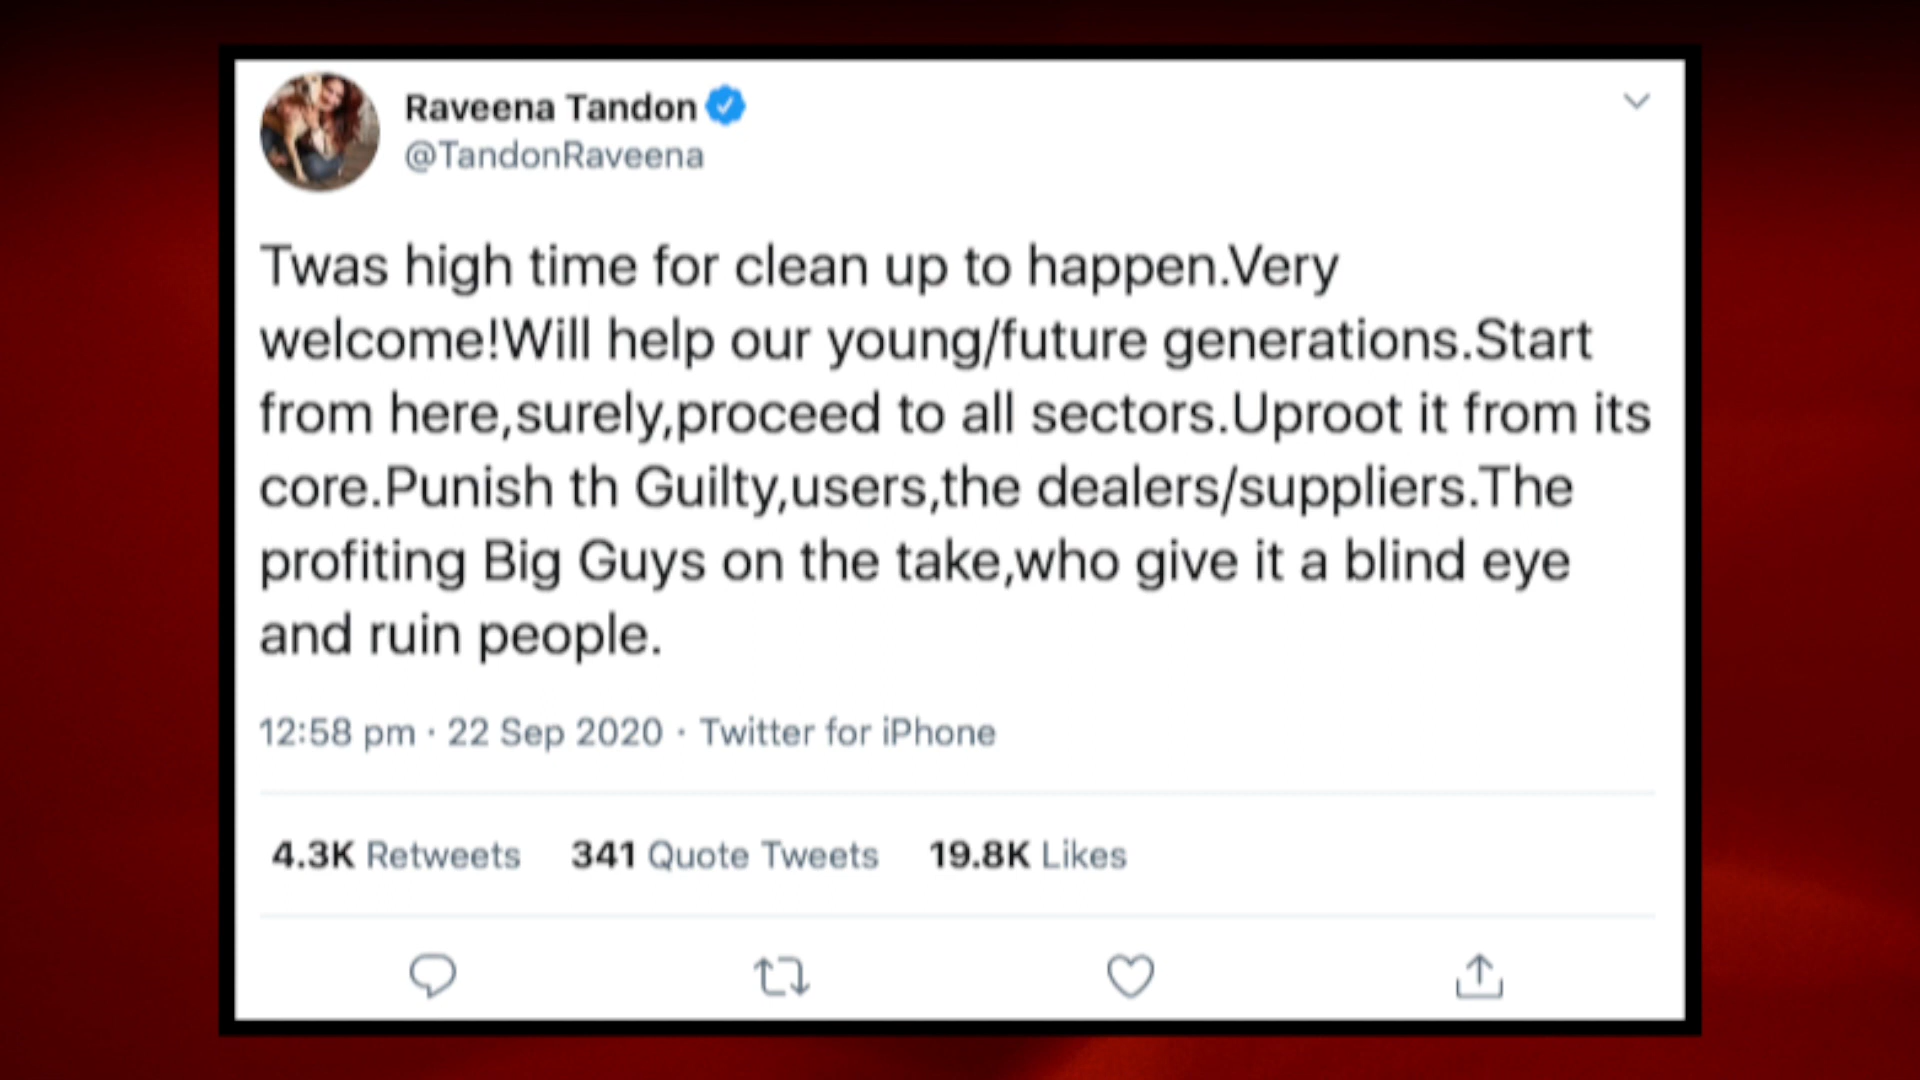 Raveena Tandon
@TandonRaveena
Twas high time for clean up to happen.Very
welcome!Will help our young/future generations.Start
from here,surely,proceed to all sectors.Uproot it from its
core.Punish th Guilty,users,the dealers/suppliers.The
profiting Big Guys on the take,who give it a blind eye
and ruin people.
12:58 pm · 22 Sep 2020 · Twitter for iPhone
4.3K Retweets 341 Quote Tweets 19.8K Likes